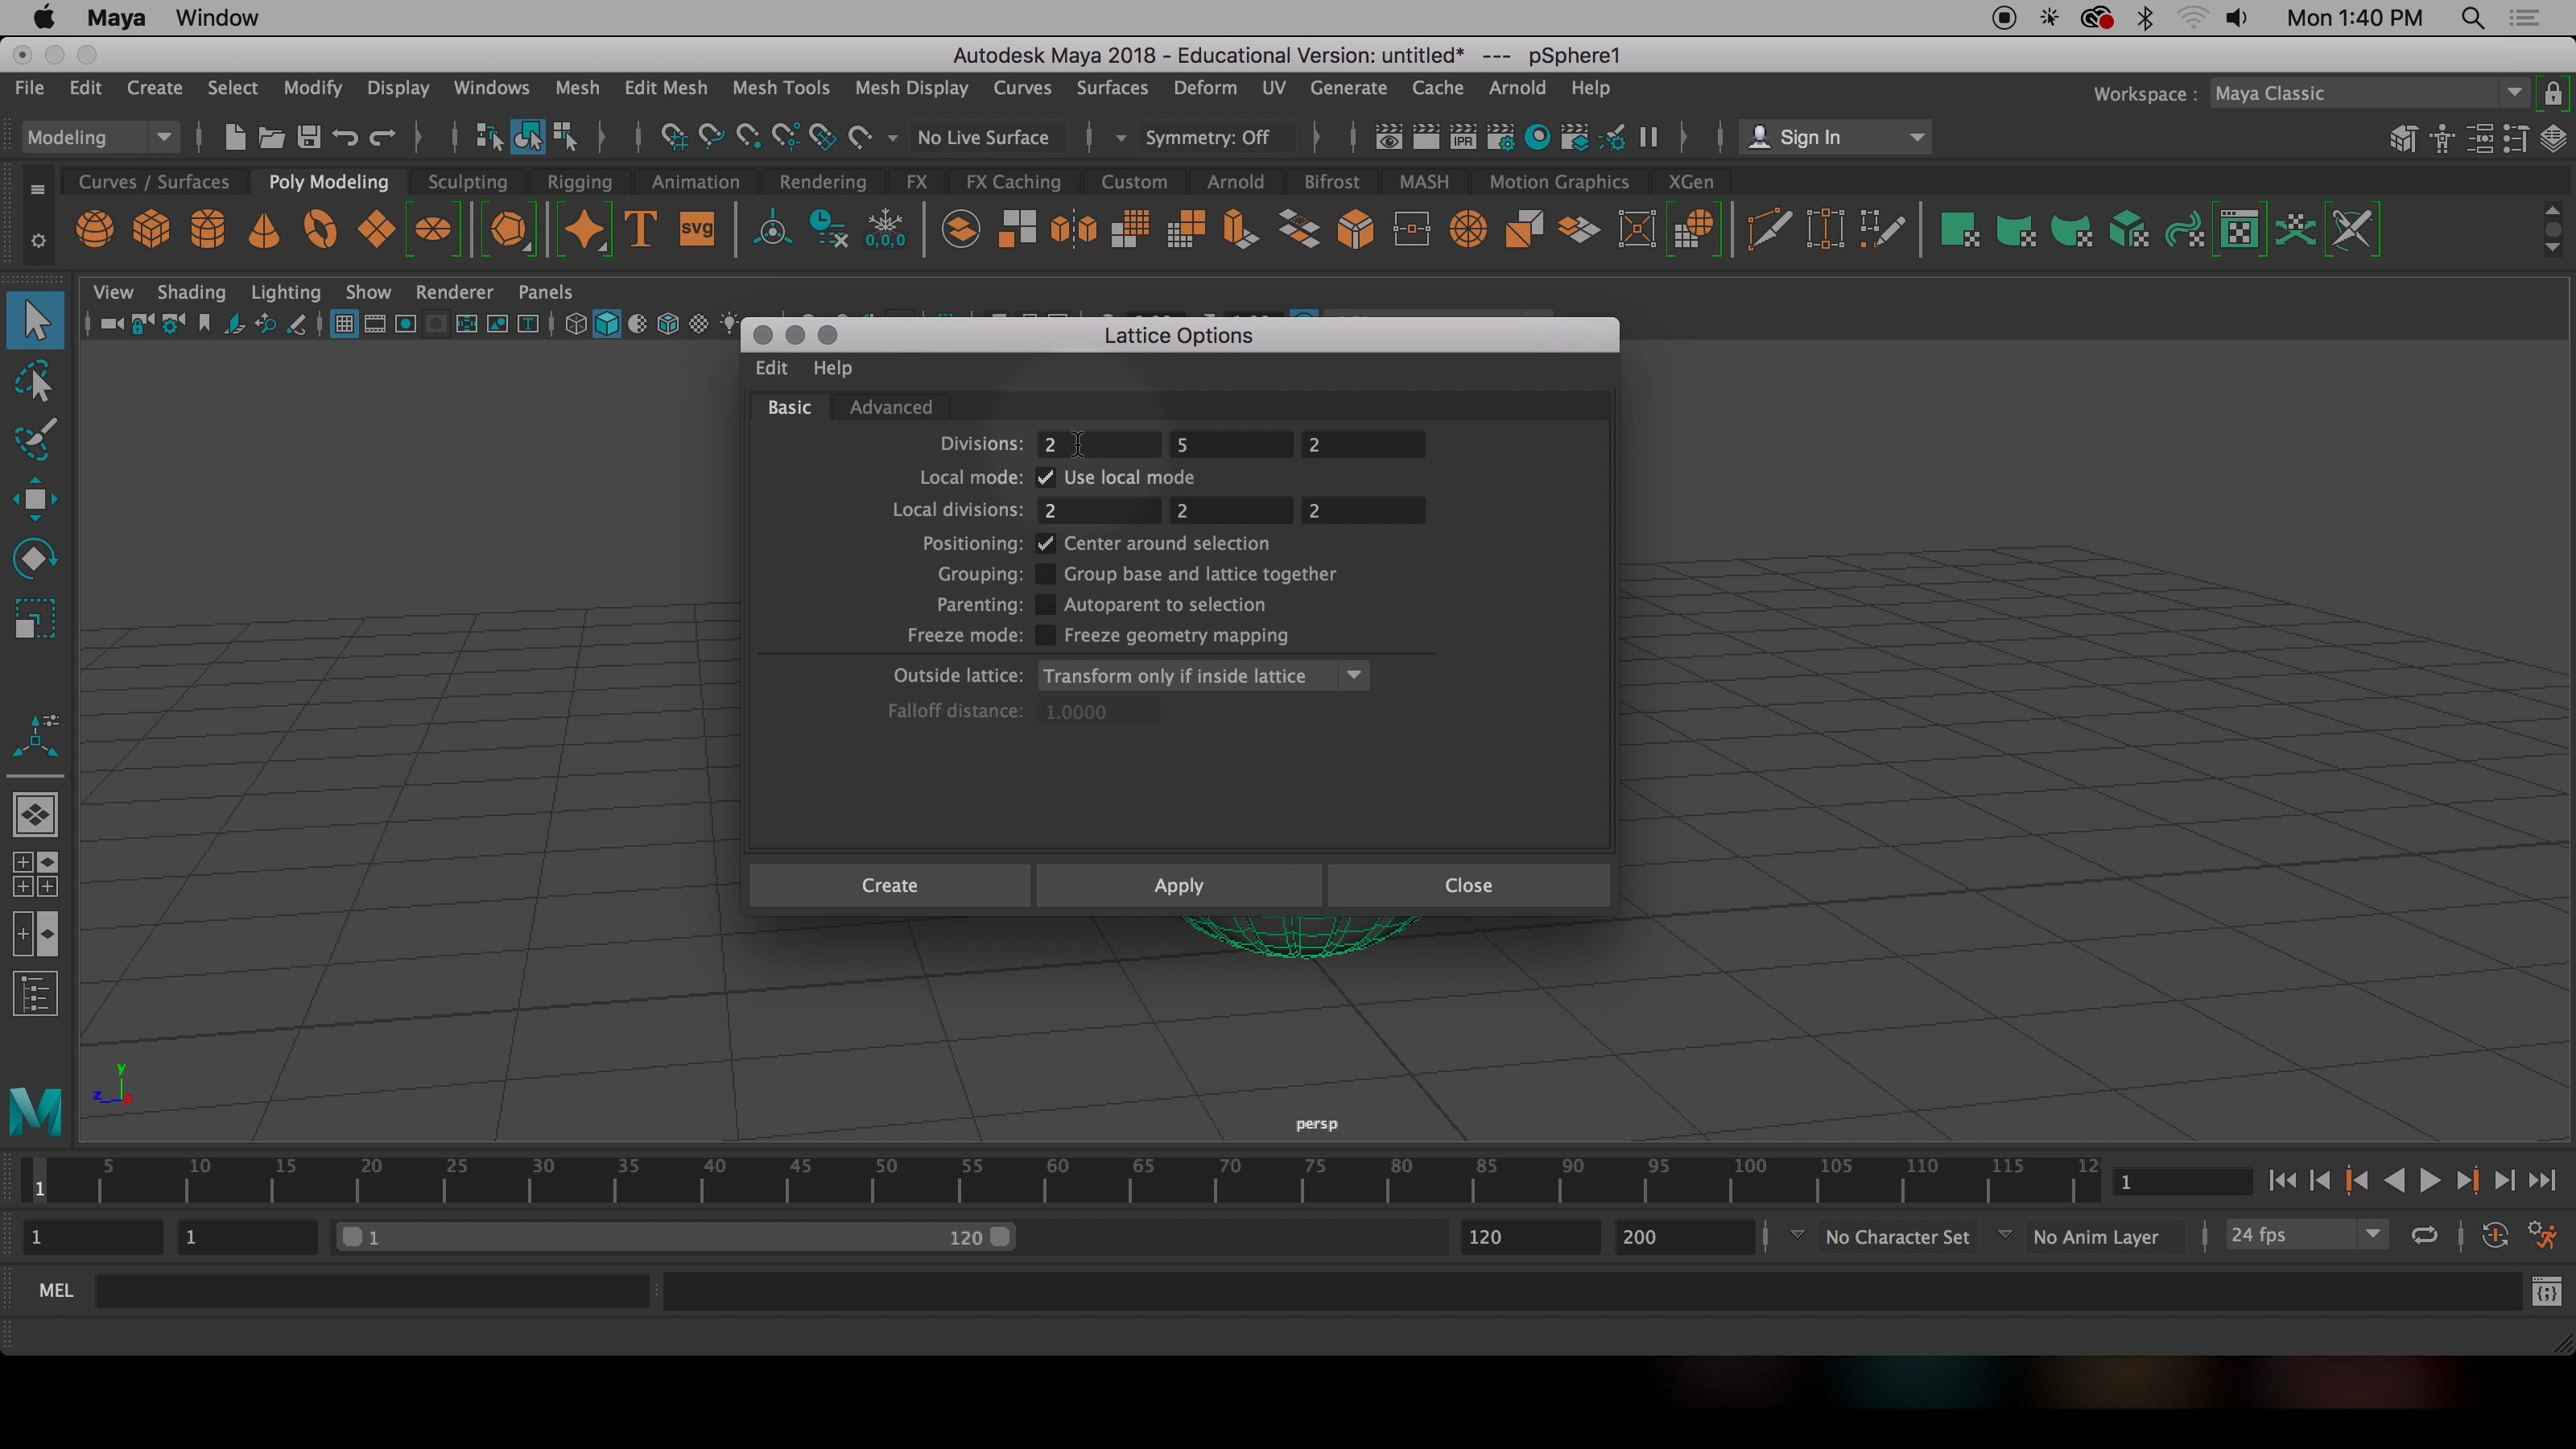 Maya Window Mon 1:40 PM
Autodesk Maya 2018 - Educational Version: untitled* --- pSphere1
File Edit Create Select Modify Display Windows Mesh Edit Mesh Mesh Tools Mesh Display Curves Surfaces Deform UV Generate Cache Arnold Help Workspace : Maya Classic
Modeling No Live Surface Symmetry: Off IPR Sign In
Curves / Surfaces Poly Modeling Sculpting Rigging Animation Rendering FX FX Caching Custom Arnold Bifrost MASH Motion Graphics XGen
T svg 0,0,0
View Shading Lighting Show Renderer Panels
Lattice Options
Edit Help
Basic Advanced
Divisions: 2 5 2
Local mode: Use local mode
Local divisions: 2 2 2
Positioning: Center around selection
Grouping: Group base and lattice together
Parenting: Autoparent to selection
Freeze mode: Freeze geometry mapping
Outside lattice: Transform only if inside lattice
Falloff distance: 1.0000
Create Apply Close
y
z x
persp
5 10 15 20 25 30 35 40 45 50 55 60 65 70 75 80 85 90 95 100 105 110 115 12
1 1
1 1 1 120 120 200 No Character Set No Anim Layer 24 fps
MEL